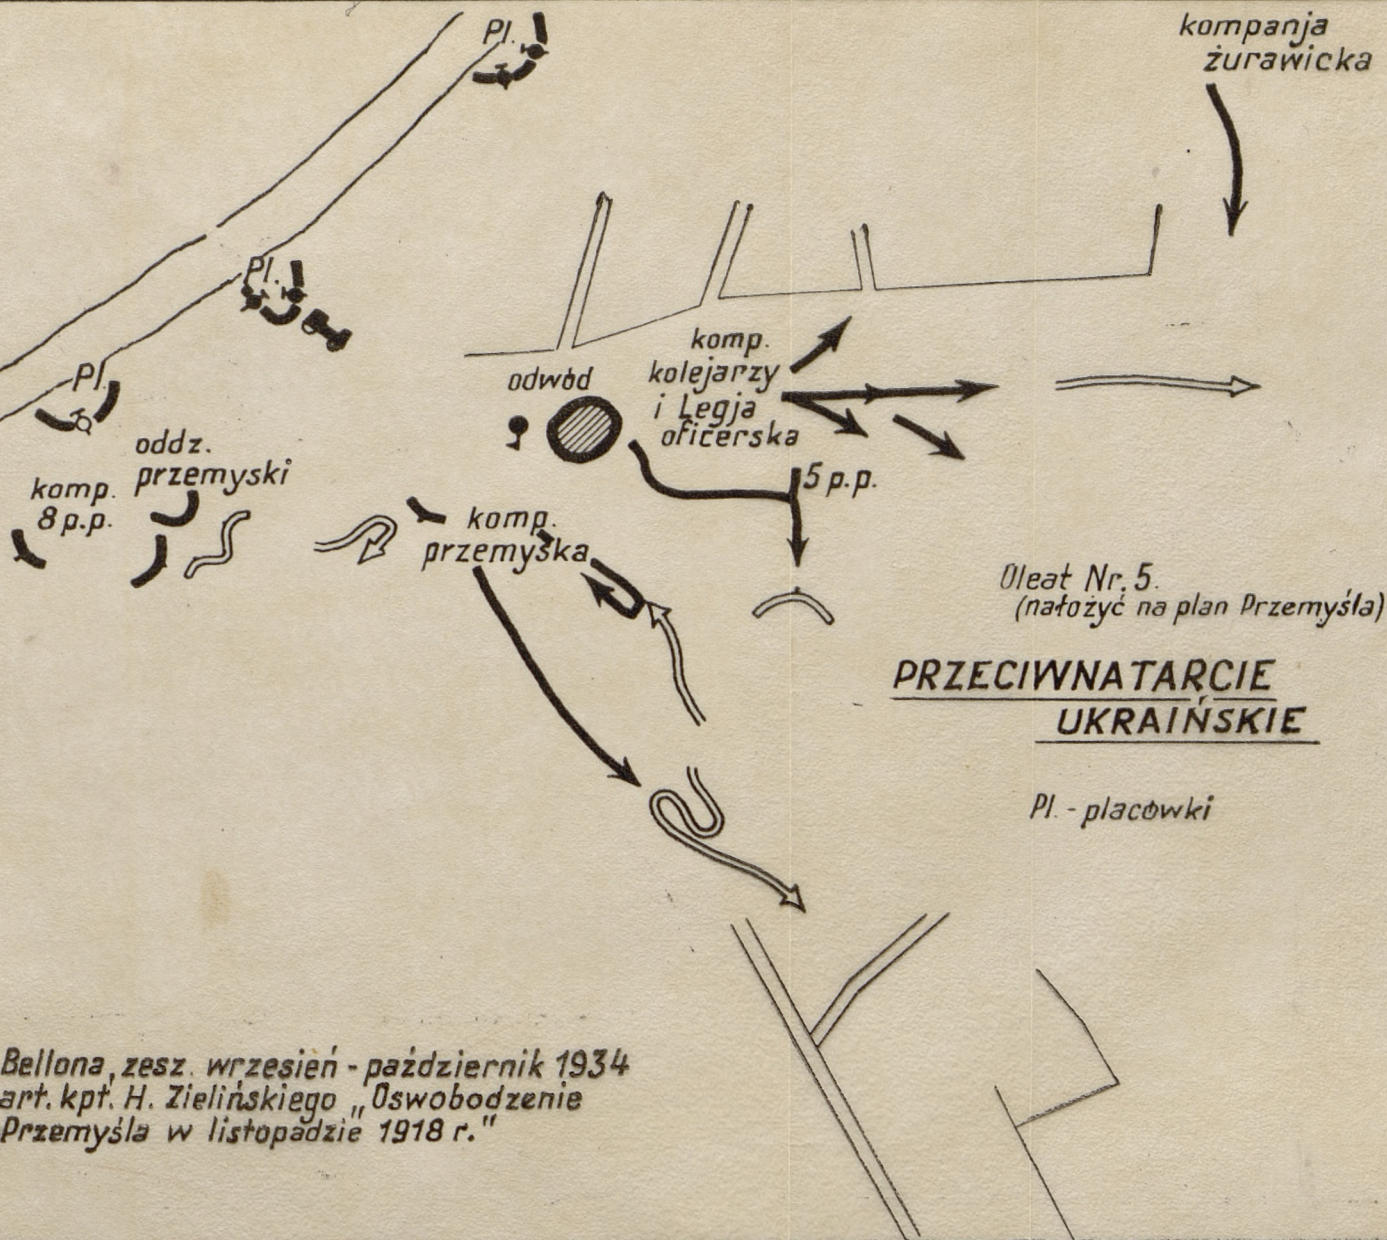 Pl.
kompanja
żurawicka
Pl.
Pl.
komp.
kolejarzy
i Legja
oficerska
odwód
5 p.p.
oddz.
przemyski
komp.
8 p.p.
komp.
przemyska
Oleat Nr. 5.
(nałożyć na plan Przemyśla)
PRZECIWNATARCIE
UKRAIŃSKIE
Pl. - placówki
Bellona, zesz. wrzesień - październik 1934
art. kpt. H. Zielińskiego „Oswobodzenie
Przemyśla w listopadzie 1918 r."